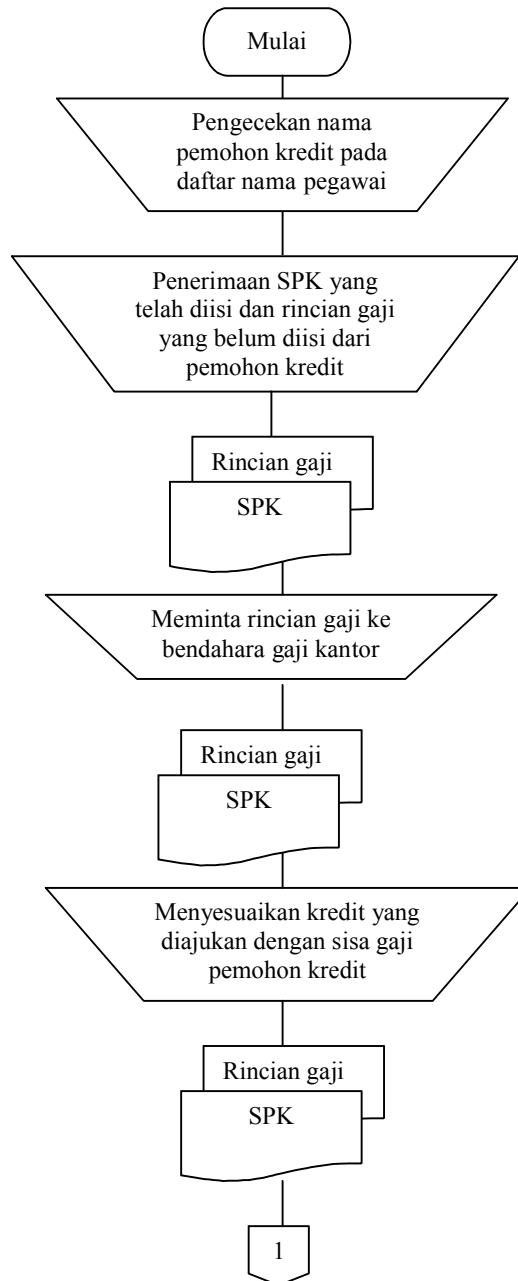 Mulai
Pengecekan nama
pemohon kredit pada
daftar nama pegawai
Penerimaan SPK yang
telah diisi dan rincian gaji
yang belum diisi dari
pemohon kredit
Rincian gaji
SPK
Meminta rincian gaji ke
bendahara gaji kantor
Rincian gaji
SPK
Menyesuaikan kredit yang
diajukan dengan sisa gaji
pemohon kredit
Rincian gaji
SPK
1